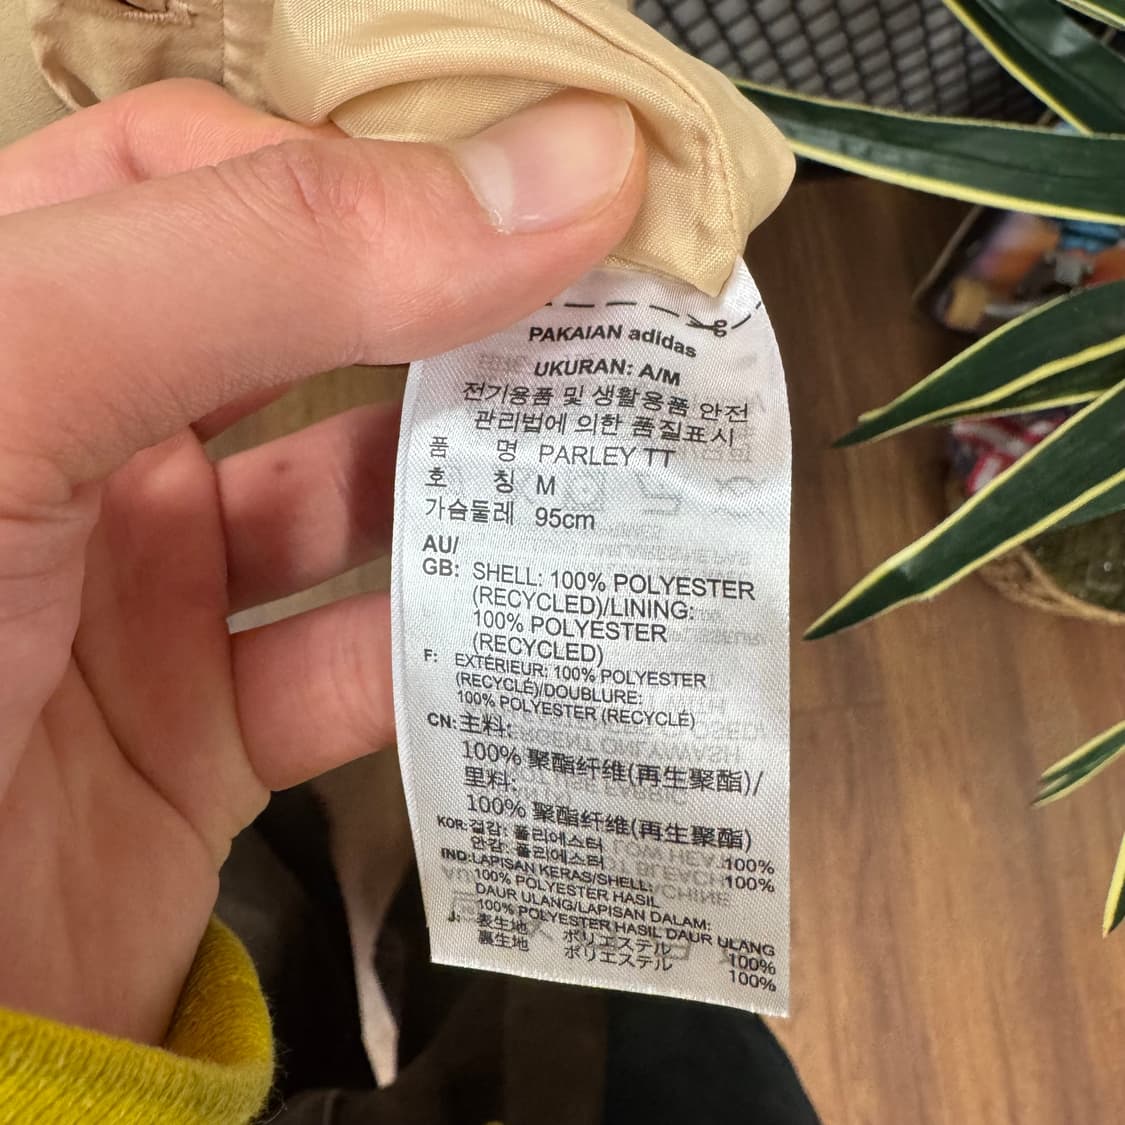 PAKAIAN adidas
UKURAN: A/M
전기용품 및 생활용품 안전
관리법에 의한 품질표시
품 명 PARLEY TT
호 칭 M
가슴둘레 95cm
AU/
GB: SHELL: 100% POLYESTER
(RECYCLED)/LINING:
100% POLYESTER
(RECYCLED)
F: EXTÉRIEUR: 100% POLYESTER
(RECYCLÉ)/DOUBLURE:
100% POLYESTER (RECYCLÉ)
CN: 主料:
100% 聚酯纤维(再生聚酯)/
里料:
100% 聚酯纤维(再生聚酯)
KOR: 겉감: 폴리에스터 100%
안감: 폴리에스터 100%
IND: LAPISAN KERAS/SHELL:
100% POLYESTER HASIL
DAUR ULANG/LAPISAN DALAM:
100% POLYESTER HASIL DAUR ULANG
J: 表生地 ポリエステル 100%
裏生地 ポリエステル 100%